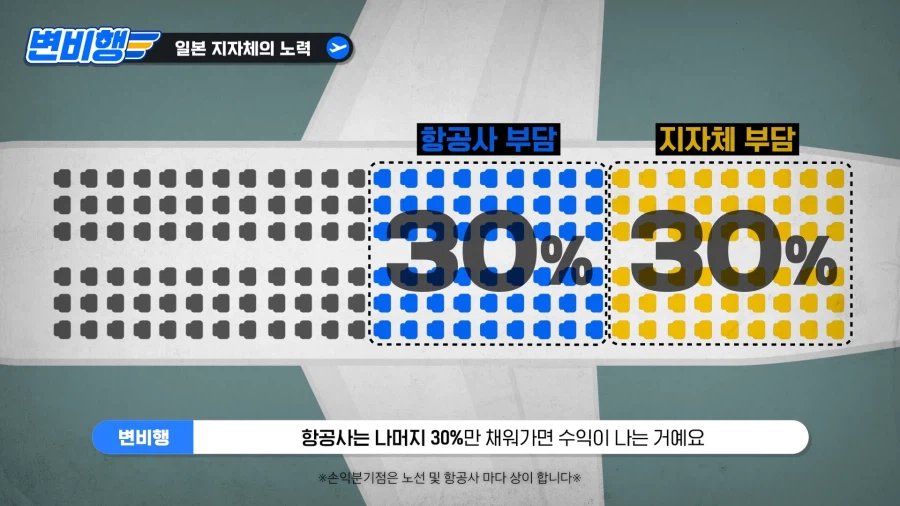 변비행
일본 지자체의 노력
항공사 부담
지자체 부담
30%
30%
변비행
항공사는 나머지 30%만 채워가면 수익이 나는 거예요
※손익분기점은 노선 및 항공사 마다 상이 합니다※